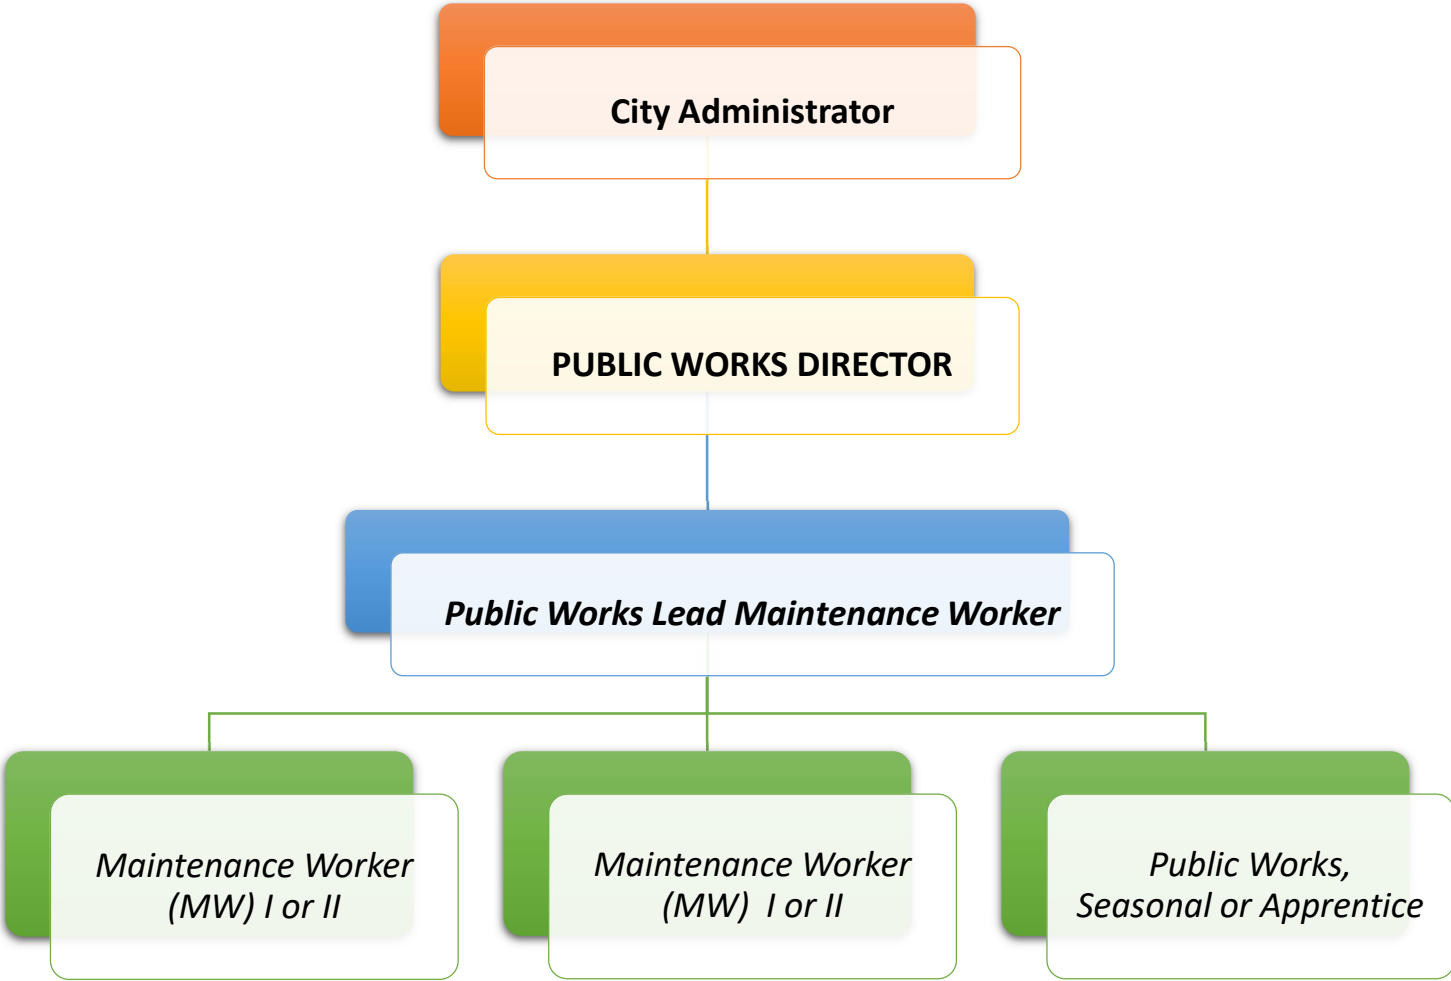 City Administrator
PUBLIC WORKS DIRECTOR
Public Works Lead Maintenance Worker
Maintenance Worker
(MW) I or II
Maintenance Worker
(MW)  I or II
Public Works,
Seasonal or Apprentice